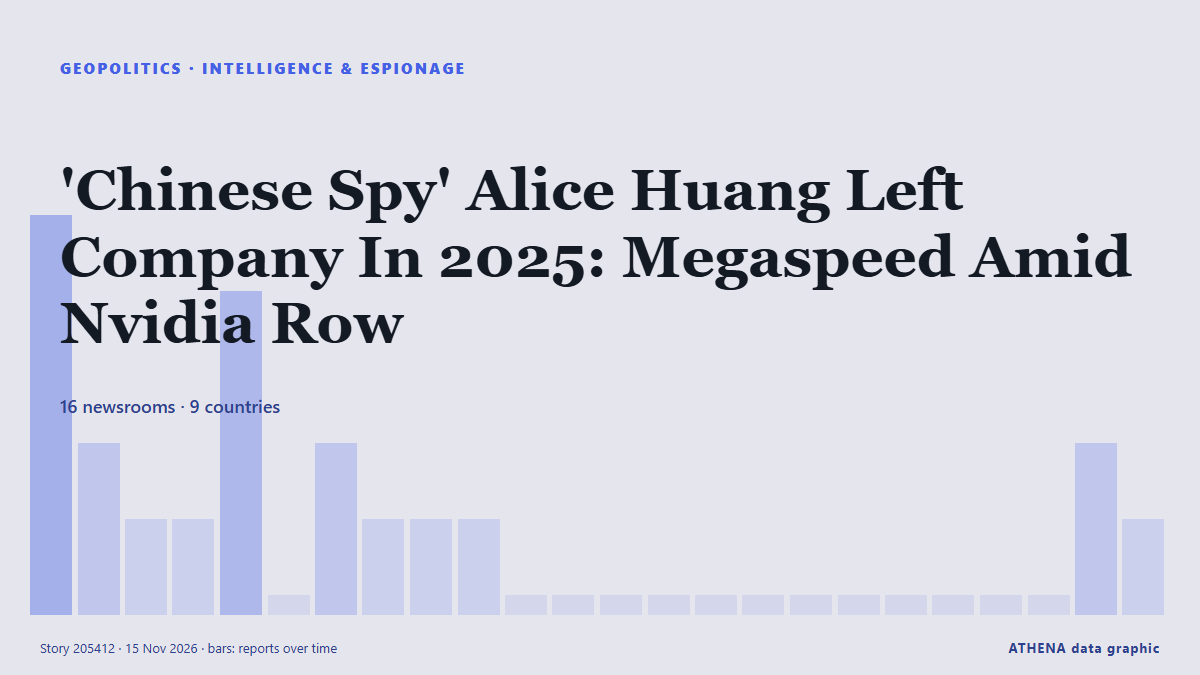 GEOPOLITICS · INTELLIGENCE & ESPIONAGE
'Chinese Spy' Alice Huang Left
Company In 2025: Megaspeed Amid
Nvidia Row
16 newsrooms · 9 countries
Story 205412 · 15 Nov 2026 · bars: reports over time
ATHENA data graphic